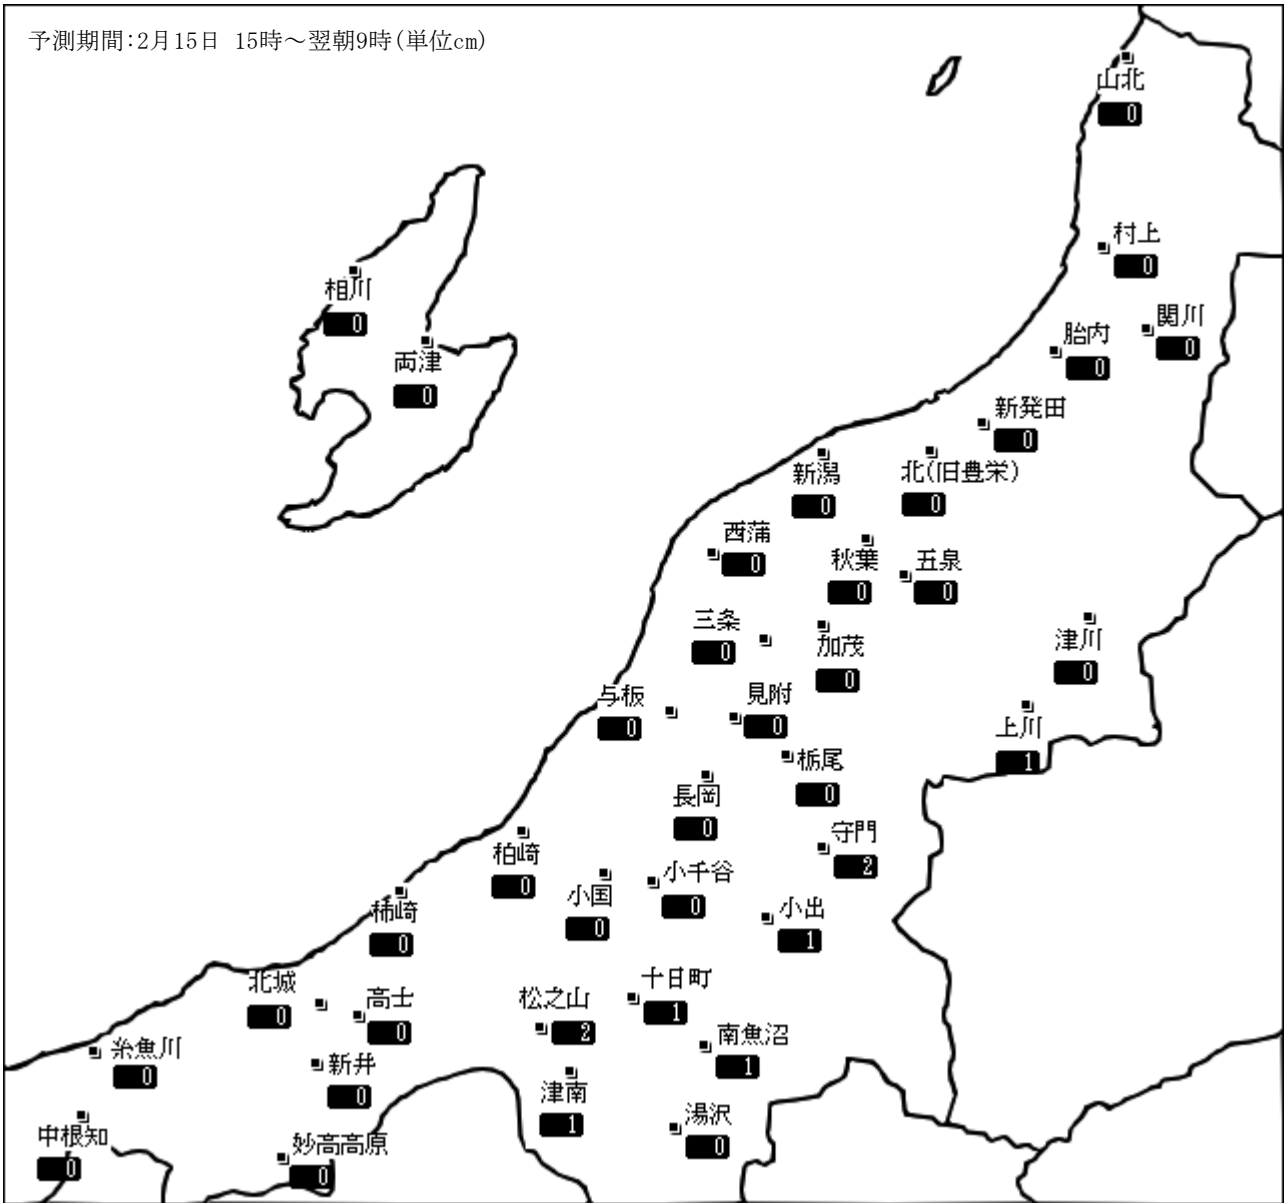 予測期間:2月15日 15時～翌朝9時(単位cm)
山北
0
村上
0
相川
0
関川
0
胎内
0
両津
0
新発田
0
新潟
0
北(旧豊栄)
0
西蒲
0
秋葉
0
五泉
0
三条
0
加茂
0
津川
0
与板
0
見附
0
上川
1
栃尾
0
長岡
0
守門
2
柏崎
0
小国
0
小千谷
0
小出
1
柿崎
0
北城
0
高士
0
松之山
2
十日町
1
南魚沼
1
糸魚川
0
新井
0
津南
1
湯沢
0
中根知
0
妙高高原
0